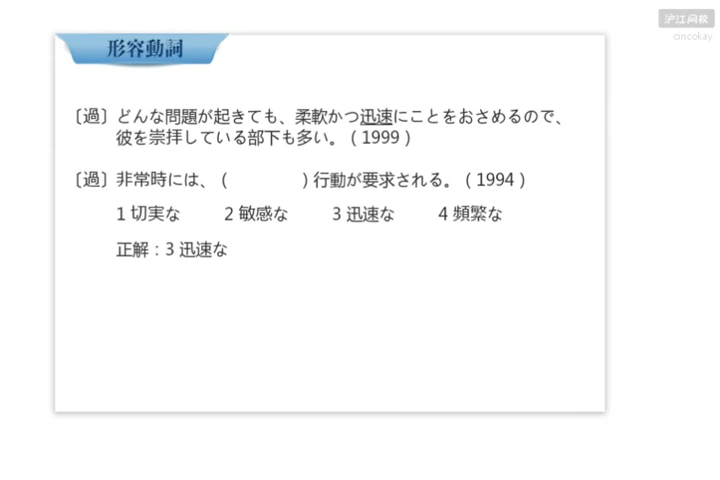 沪江网校
cincokay
形容動詞
〔過〕どんな問題が起きても、柔軟かつ迅速にことをおさめるので、
彼を崇拝している部下も多い。（1999）
〔過〕非常時には、（　　　　）行動が要求される。（1994）
1 切実な　2 敏感な　3 迅速な　4 頻繁な
正解：3 迅速な